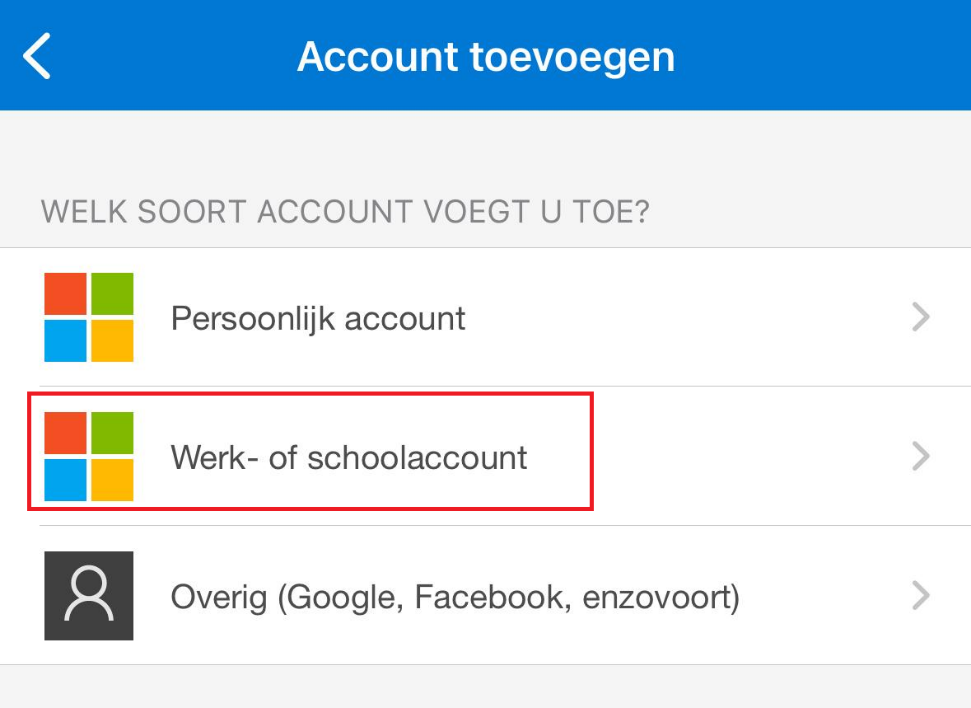 Account toevoegen
WELK SOORT ACCOUNT VOEGT U TOE?
Persoonlijk account
Werk- of schoolaccount
Overig (Google, Facebook, enzovoort)